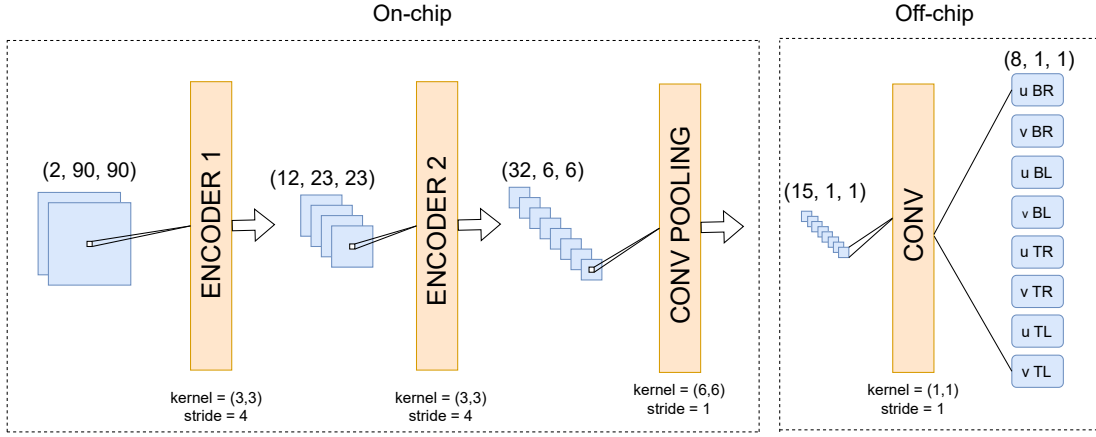 On-chip
Off-chip
(2, 90, 90)
ENCODER 1
kernel = (3,3)
stride = 4
(12, 23, 23)
ENCODER 2
kernel = (3,3)
stride = 4
(32, 6, 6)
CONV POOLING
kernel = (6,6)
stride = 1
(15, 1, 1)
CONV
kernel = (1,1)
stride = 1
(8, 1, 1)
u BR
v BR
u BL
v BL
u TR
v TR
u TL
v TL